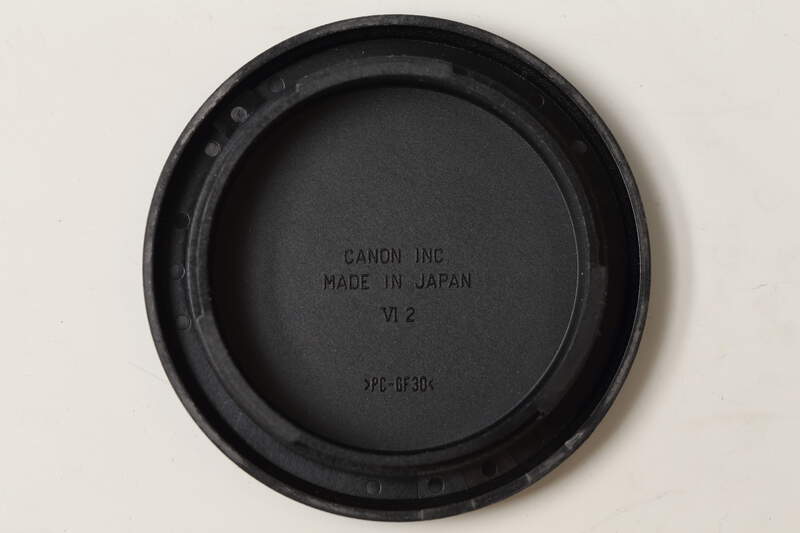 CANON INC
MADE IN JAPAN
VI 2
>PC-GF30<